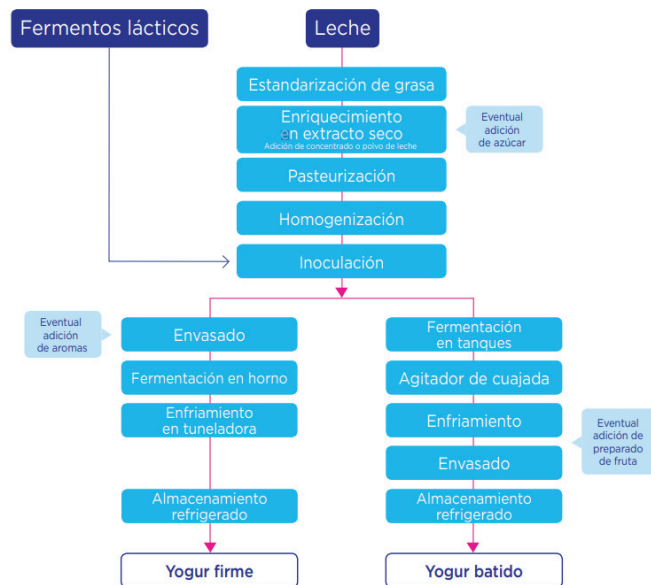 Fermentos lácticos
Leche
Estandarización de grasa
Enriquecimiento
en extracto seco
Adición de concentrado o polvo de leche
Eventual
adición
de azúcar
Pasteurización
Homogenización
Inoculación
Eventual
adición
de aromas
Envasado
Fermentación en horno
Enfriamiento
en tuneladora
Almacenamiento
refrigerado
Yogur firme
Fermentación
en tanques
Agitador de cuajada
Enfriamiento
Eventual
adición de
preparado
de fruta
Envasado
Almacenamiento
refrigerado
Yogur batido